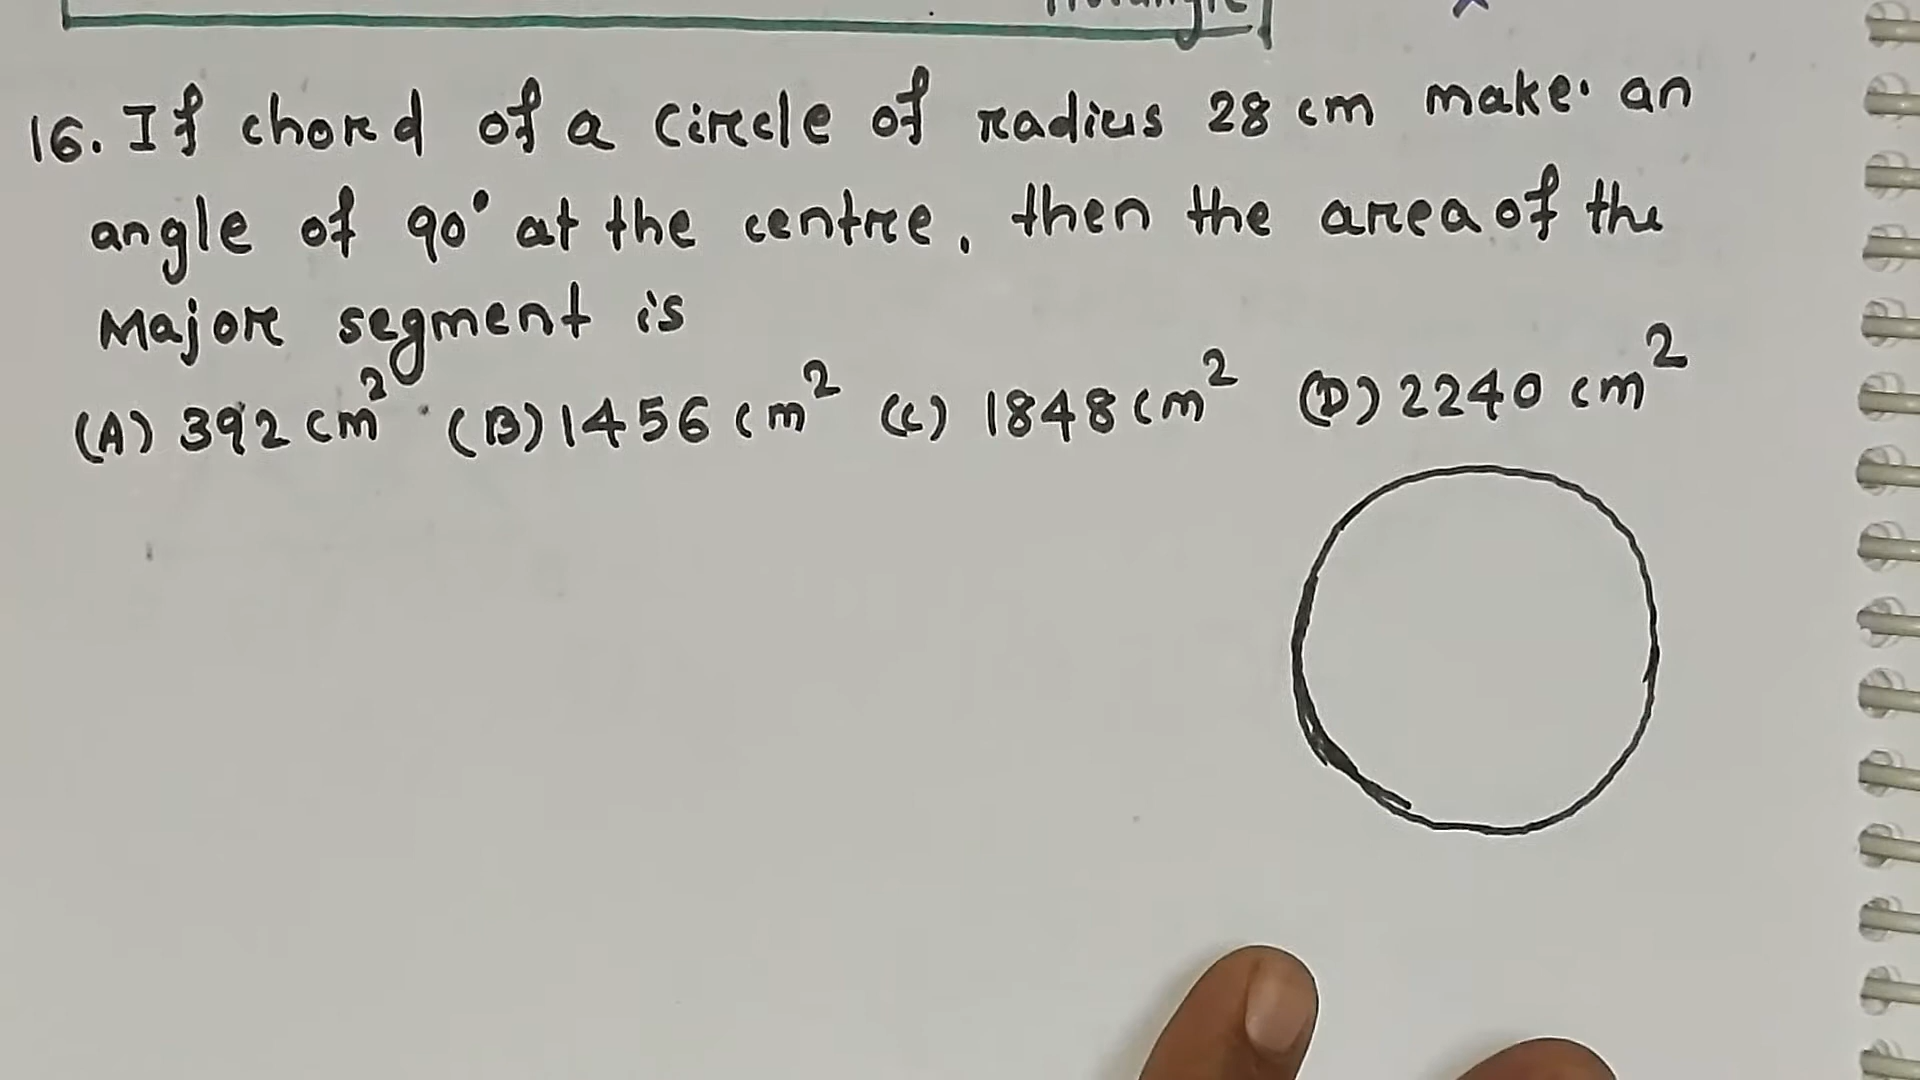 16. If chord of a circle of radius 28 cm make an
angle of 90° at the centre, then the area of the
Major segment is
(A) 392 cm² (B) 1456 cm² (C) 1848 cm² (D) 2240 cm²